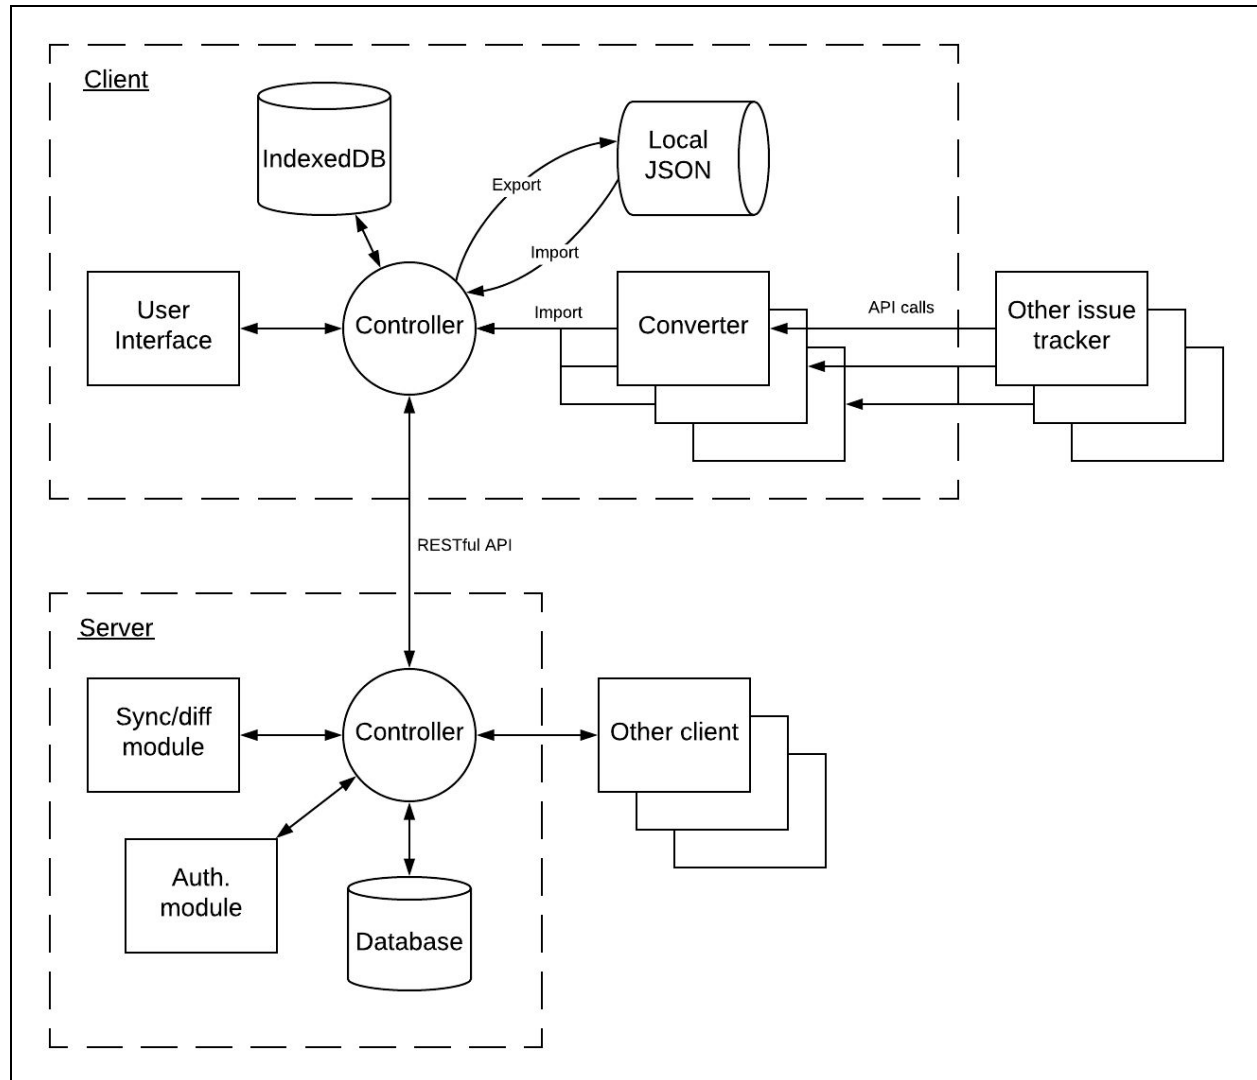 Client
IndexedDB
Local
JSON
Export
Import
User
Interface
Controller
Import
Converter
API calls
Other issue
tracker
RESTful API
Server
Sync/diff
module
Controller
Other client
Auth.
module
Database